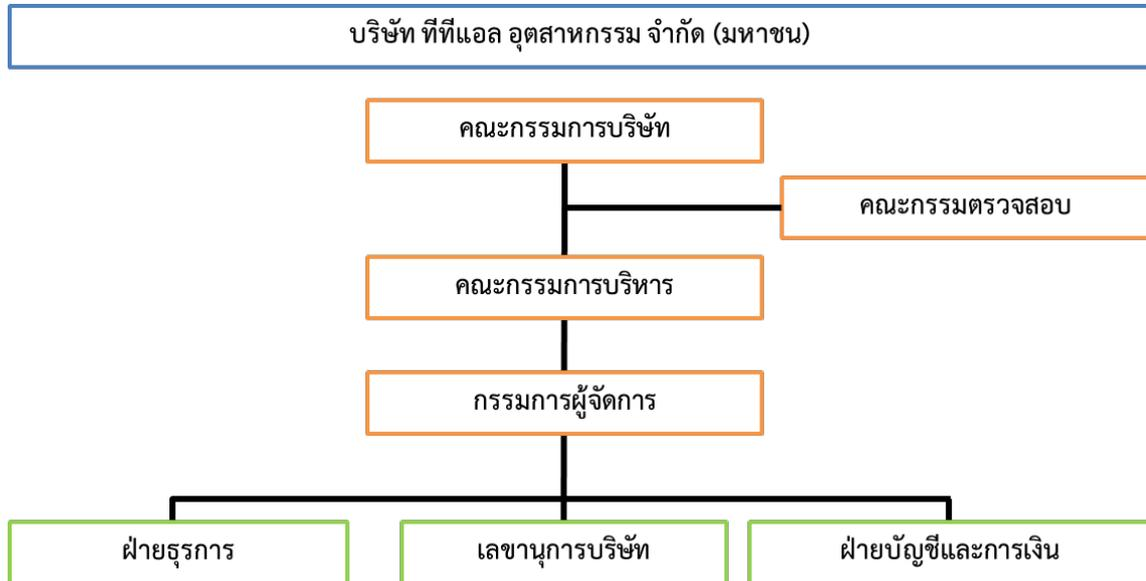 บริษัท ทีทีแอล อุตสาหกรรม จำกัด (มหาชน)
คณะกรรมการบริษัท
คณะกรรมตรวจสอบ
คณะกรรมการบริหาร
กรรมการผู้จัดการ
ฝ่ายธุรการ
เลขานุการบริษัท
ฝ่ายบัญชีและการเงิน